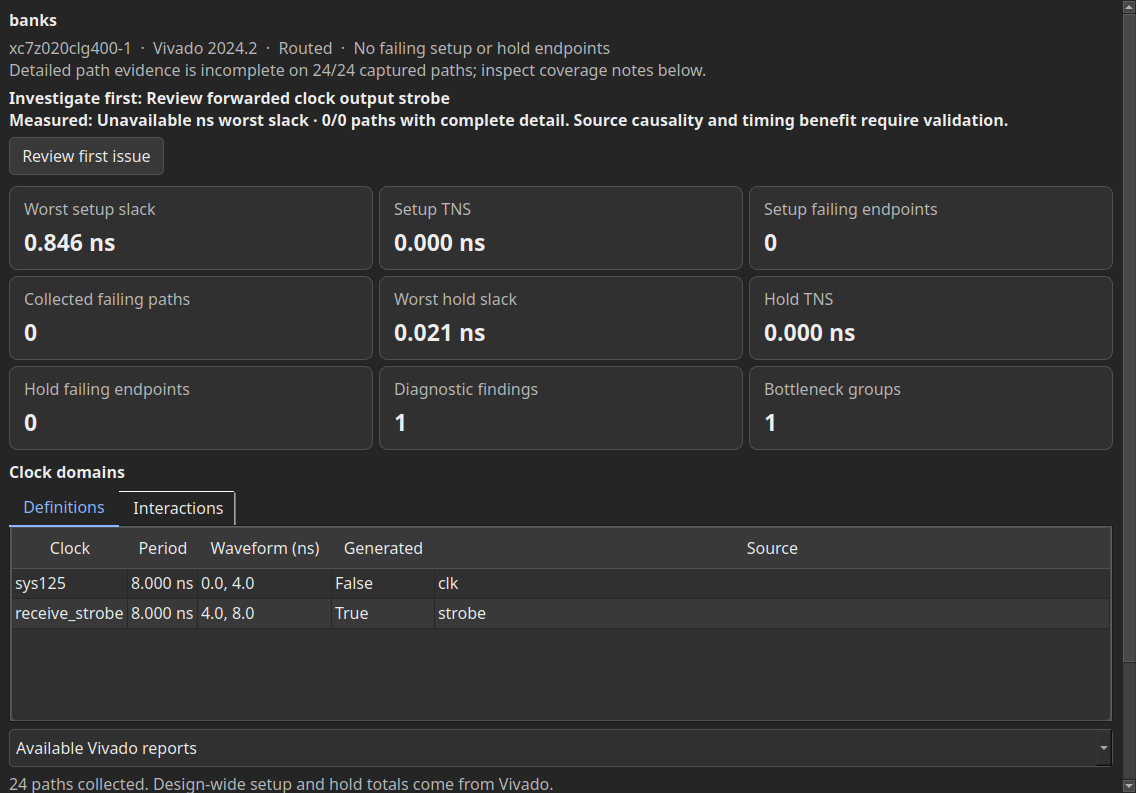 banks
xc7z020clg400-1 · Vivado 2024.2 · Routed · No failing setup or hold endpoints
Detailed path evidence is incomplete on 24/24 captured paths; inspect coverage notes below.
Investigate first: Review forwarded clock output strobe
Measured: Unavailable ns worst slack · 0/0 paths with complete detail. Source causality and timing benefit require validation.
Review first issue
Worst setup slack Setup TNS Setup failing endpoints
0.846 ns 0.000 ns 0
Collected failing paths Worst hold slack Hold TNS
0 0.021 ns 0.000 ns
Hold failing endpoints Diagnostic findings Bottleneck groups
0 1 1
Clock domains
Definitions Interactions
Clock Period Waveform (ns) Generated Source
sys125 8.000 ns 0.0, 4.0 False clk
receive_strobe 8.000 ns 4.0, 8.0 True strobe
Available Vivado reports
24 paths collected. Design-wide setup and hold totals come from Vivado.